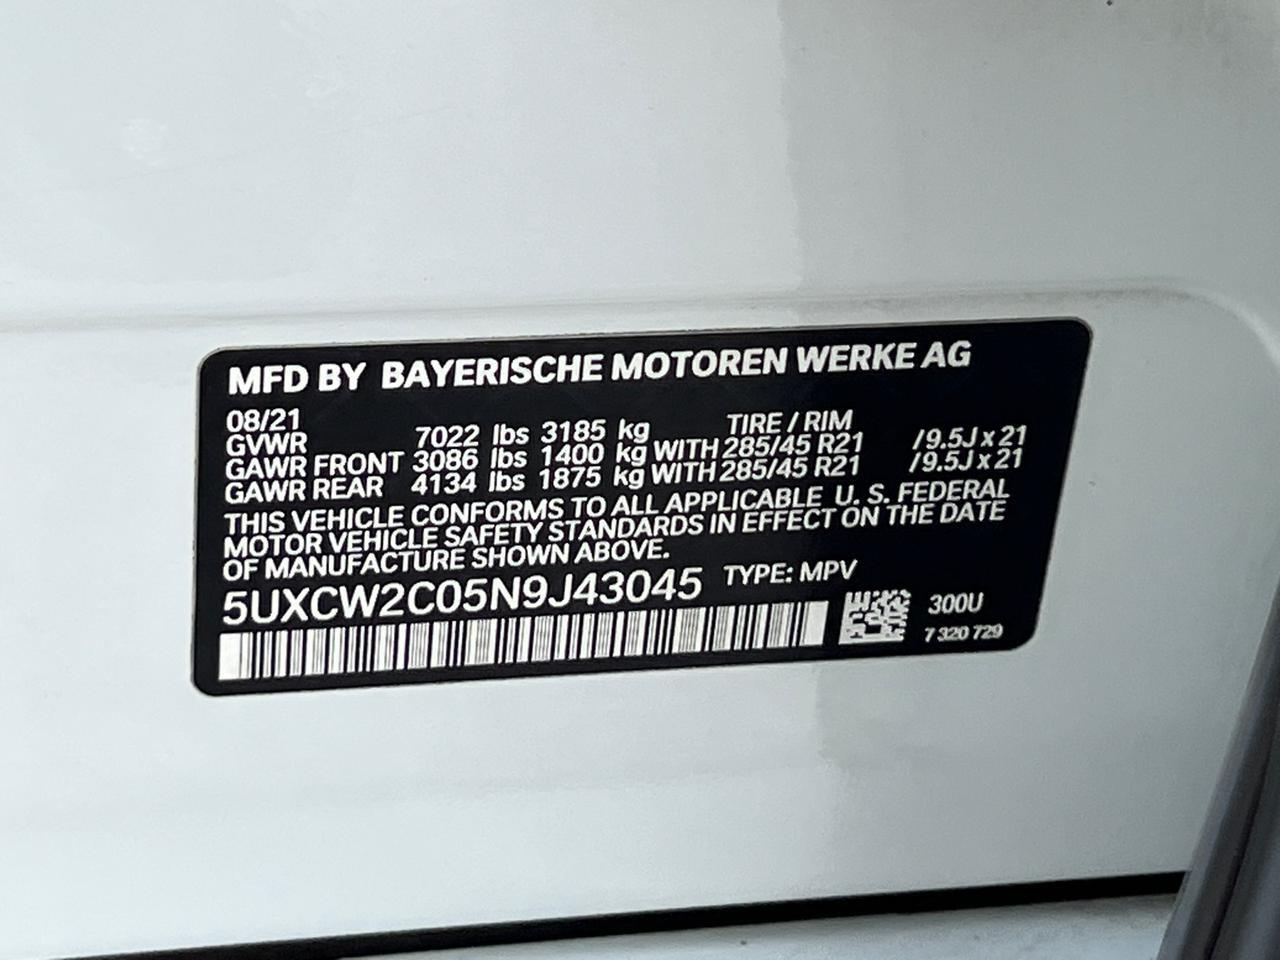 MFD BY BAYERISCHE MOTOREN WERKE AG
08/21 TIRE / RIM
GVWR 7022 lbs 3185 kg
GAWR FRONT 3086 lbs 1400 kg WITH 285/45 R21 /9.5J x 21
GAWR REAR 4134 lbs 1875 kg WITH 285/45 R21 /9.5J x 21
THIS VEHICLE CONFORMS TO ALL APPLICABLE U. S. FEDERAL
MOTOR VEHICLE SAFETY STANDARDS IN EFFECT ON THE DATE
OF MANUFACTURE SHOWN ABOVE.
5UXCW2C05N9J43045 TYPE: MPV
300U
7 320 729